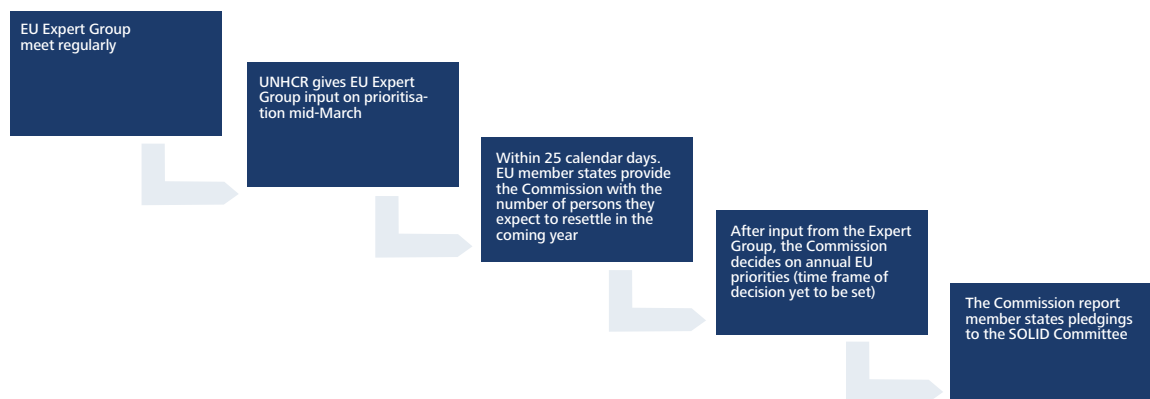 EU Expert Group
meet regularly
UNHCR gives EU Expert
Group input on prioritisa-
tion mid-March
Within 25 calendar days.
EU member states provide
the Commission with the
number of persons they
expect to resettle in the
coming year
After input from the Expert
Group, the Commission
decides on annual EU
priorities (time frame of
decision yet to be set)
The Commission report
member states pledgings
to the SOLID Committee